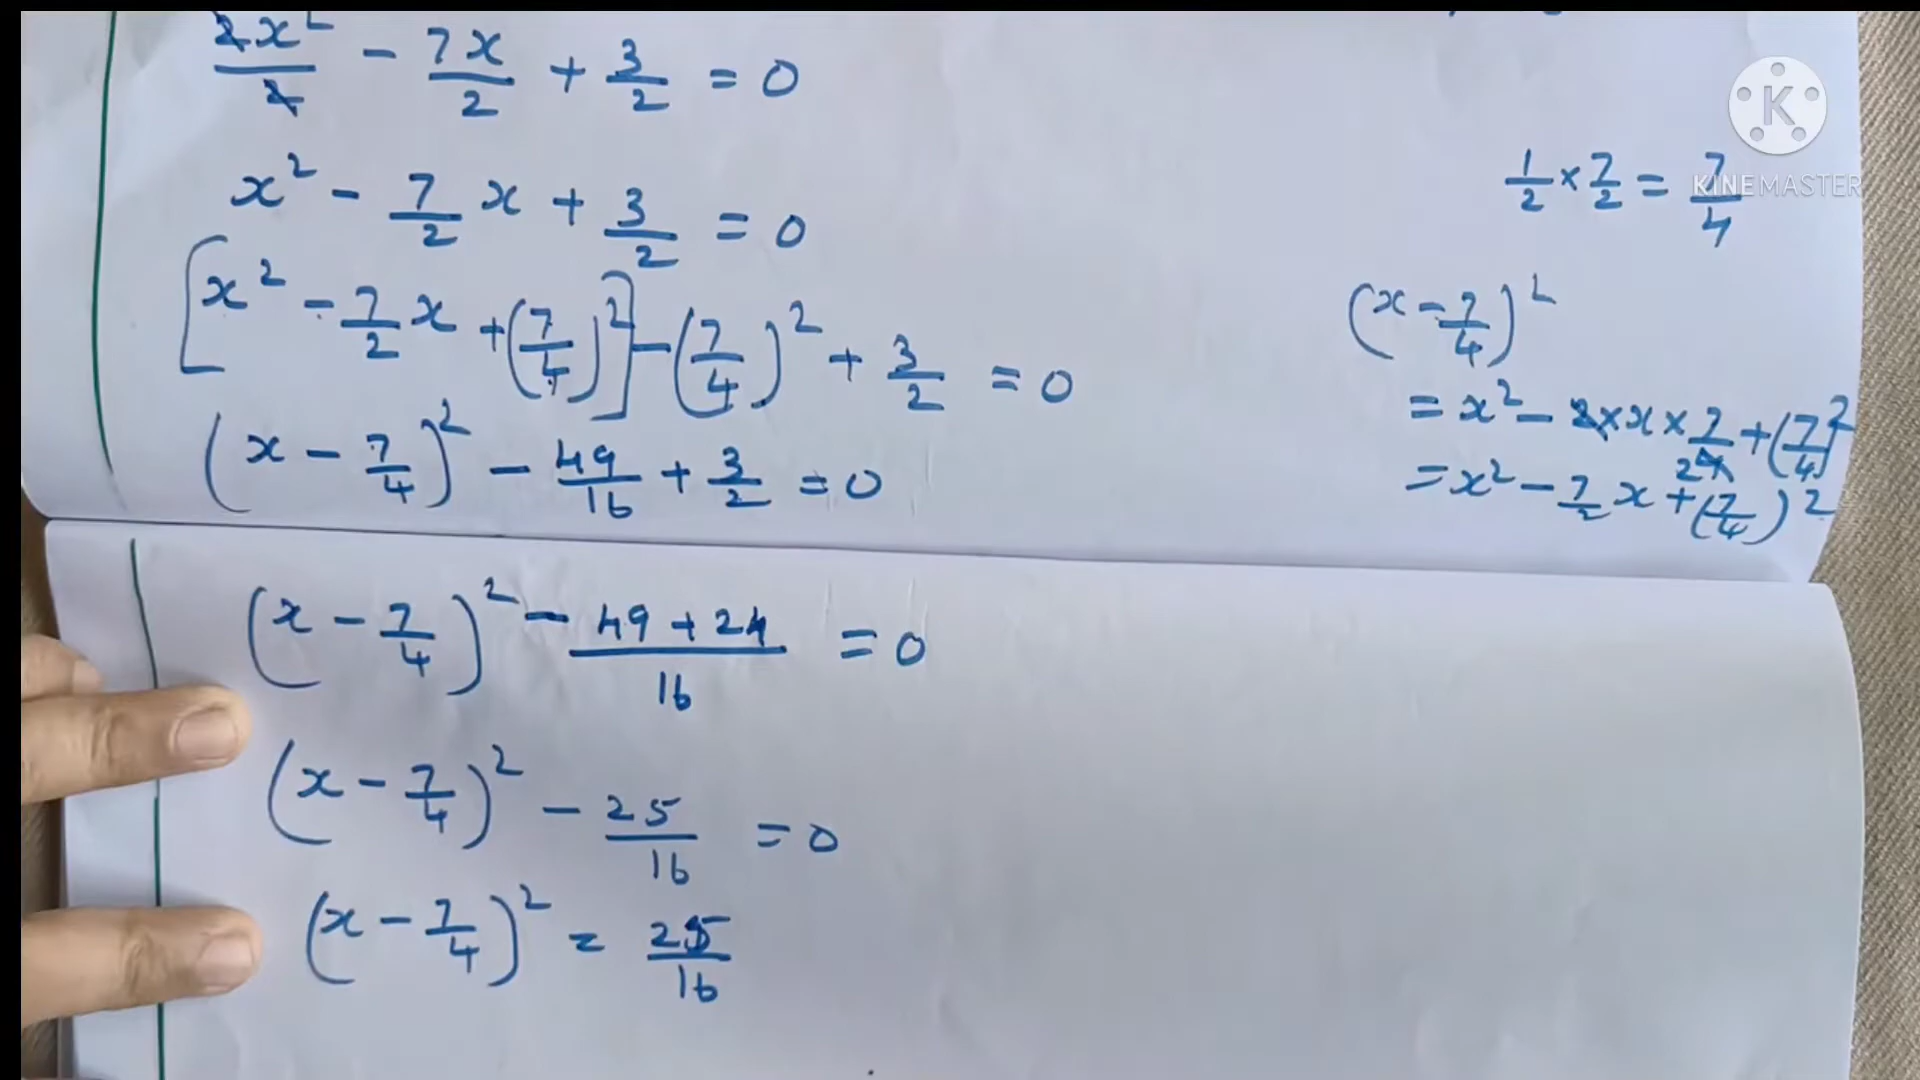 2x²/2 - 7x/2 + 3/2 = 0
x² - 7/2 x + 3/2 = 0
[x² - 7/2 x + (7/4)²] - (7/4)² + 3/2 = 0
(x - 7/4)² - 49/16 + 3/2 = 0
(x - 7/4)² - 49 + 24/16 = 0
(x - 7/4)² - 25/16 = 0
(x - 7/4)² = 25/16
1/2 × 7/2 = 7/4
(x - 7/4)²
= x² - 2 × x × 7/4 2 + (7/4)²
= x² - 7/2 x + (7/4)²
K
KINEMASTER